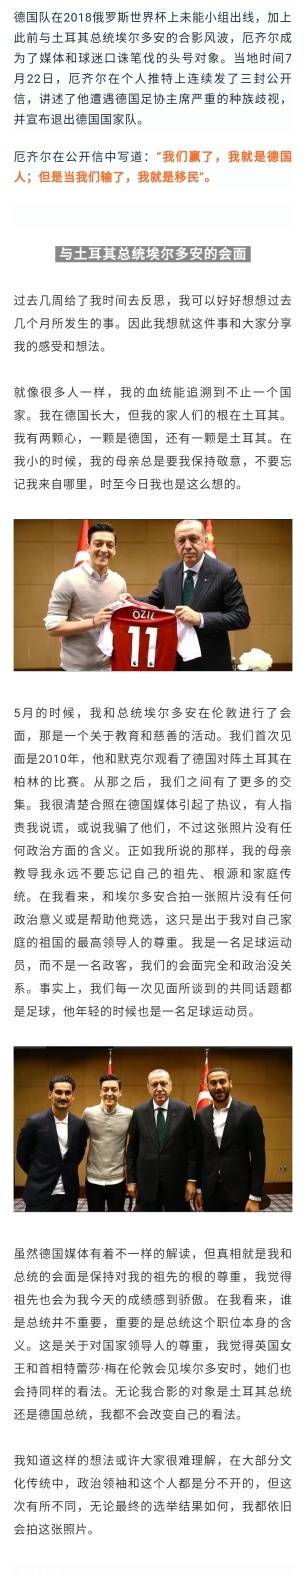 德国队在2018俄罗斯世界杯上未能小组出线，加上
此前与土耳其总统埃尔多安的合影风波，厄齐尔成
为了媒体和球迷口诛笔伐的头号对象。当地时间7
月22日，厄齐尔在个人推特上连续发了三封公开
信，讲述了他遭遇德国足协主席严重的种族歧视，
并宣布退出德国国家队。
厄齐尔在公开信中写道：“我们赢了，我就是德国
人；但是当我们输了，我就是移民”。
与土耳其总统埃尔多安的会面
过去几周给了我时间去反思，我可以好好想想过去
几个月所发生的事。因此我想就这件事和大家分享
我的感受和想法。
就像很多人一样，我的血统能追溯到不止一个国
家。我在德国长大，但我的家人们的根在土耳其。
我有两颗心，一颗是德国，还有一颗是土耳其。在
我小的时候，我的母亲总是要我保持敬意，不要忘
记我来自哪里，时至今日我也是这么想的。
ÖZIL
11
5月的时候，我和总统埃尔多安在伦敦进行了会
面，那是一个关于教育和慈善的活动。我们首次见
面是2010年，他和默克尔观看了德国对阵土耳其在
柏林的比赛。从那之后，我们之间有了更多的交
集。我很清楚合照在德国媒体引起了热议，有人指
责我说谎，或说我骗了他们，不过这张照片没有任
何政治方面的含义。正如我所说的那样，我的母亲
教导我永远不要忘记自己的祖先、根源和家庭传
统。在我看来，和埃尔多安合拍一张照片没有任何
政治意义或是帮助他竞选，这只是出于我对自己家
庭的祖国的最高领导人的尊重。我是一名足球运动
员，而不是一名政客，我们的会面完全和政治没关
系。事实上，我们每一次见面所谈到的共同话题都
是足球，他年轻的时候也是一名足球运动员。
虽然德国媒体有着不一样的解读，但真相就是我和
总统的会面是保持对我的祖先的根的尊重，我觉得
祖先也会为我今天的成绩感到骄傲。在我看来，谁
是总统并不重要，重要的是总统这个职位本身的含
义。这是关于对国家领导人的尊重，我觉得英国女
王和首相特蕾莎·梅在伦敦会见埃尔多安时，她们也
会持同样的看法。无论我合影的对象是土耳其总统
还是德国总统，我都不会改变自己的看法。
我知道这样的想法或许大家很难理解，在大部分文
化传统中，政治领袖和这个人都是分不开的，但这
次有所不同，无论最终的选举结果如何，我都依旧
会拍这张照片。